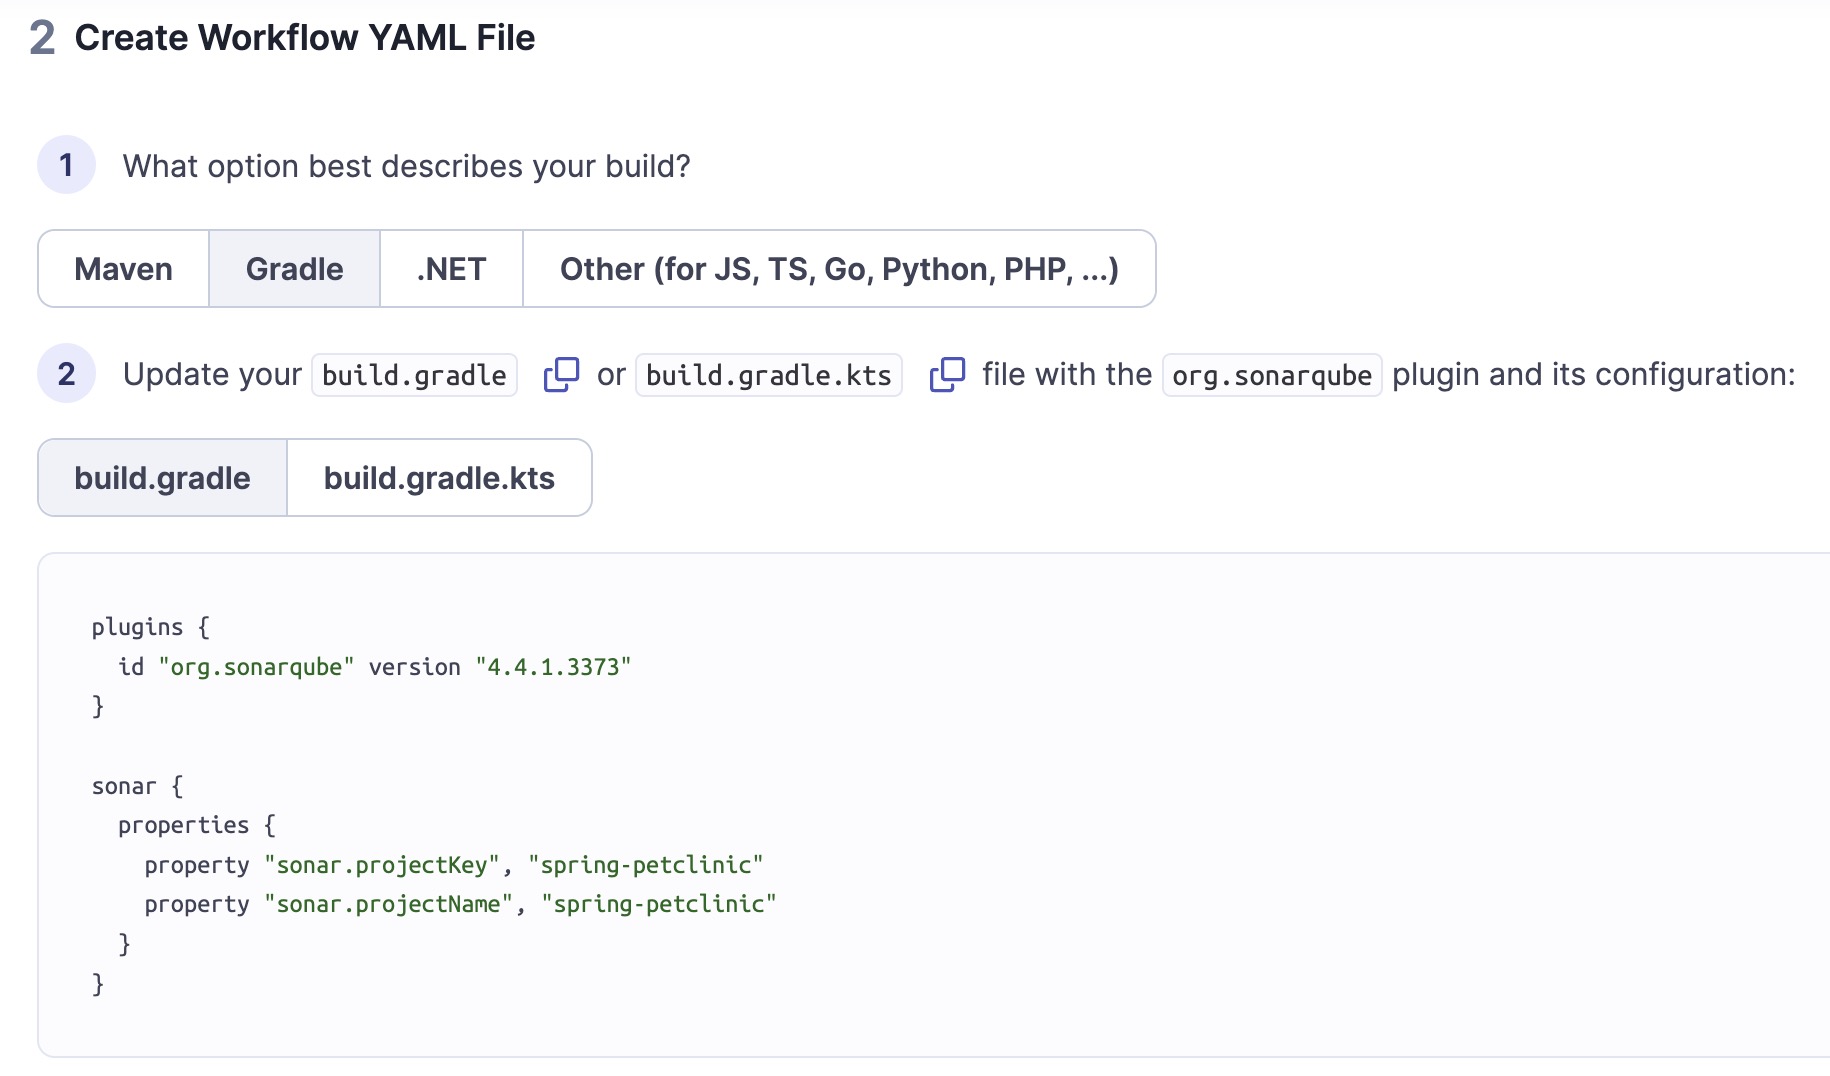 2 Create Workflow YAML File
1 What option best describes your build?
Maven Gradle .NET Other (for JS, TS, Go, Python, PHP, ...)
2 Update your build.gradle or build.gradle.kts file with the org.sonarqube plugin and its configuration:
build.gradle build.gradle.kts
plugins {
  id "org.sonarqube" version "4.4.1.3373"
}
sonar {
  properties {
    property "sonar.projectKey", "spring-petclinic"
    property "sonar.projectName", "spring-petclinic"
  }
}